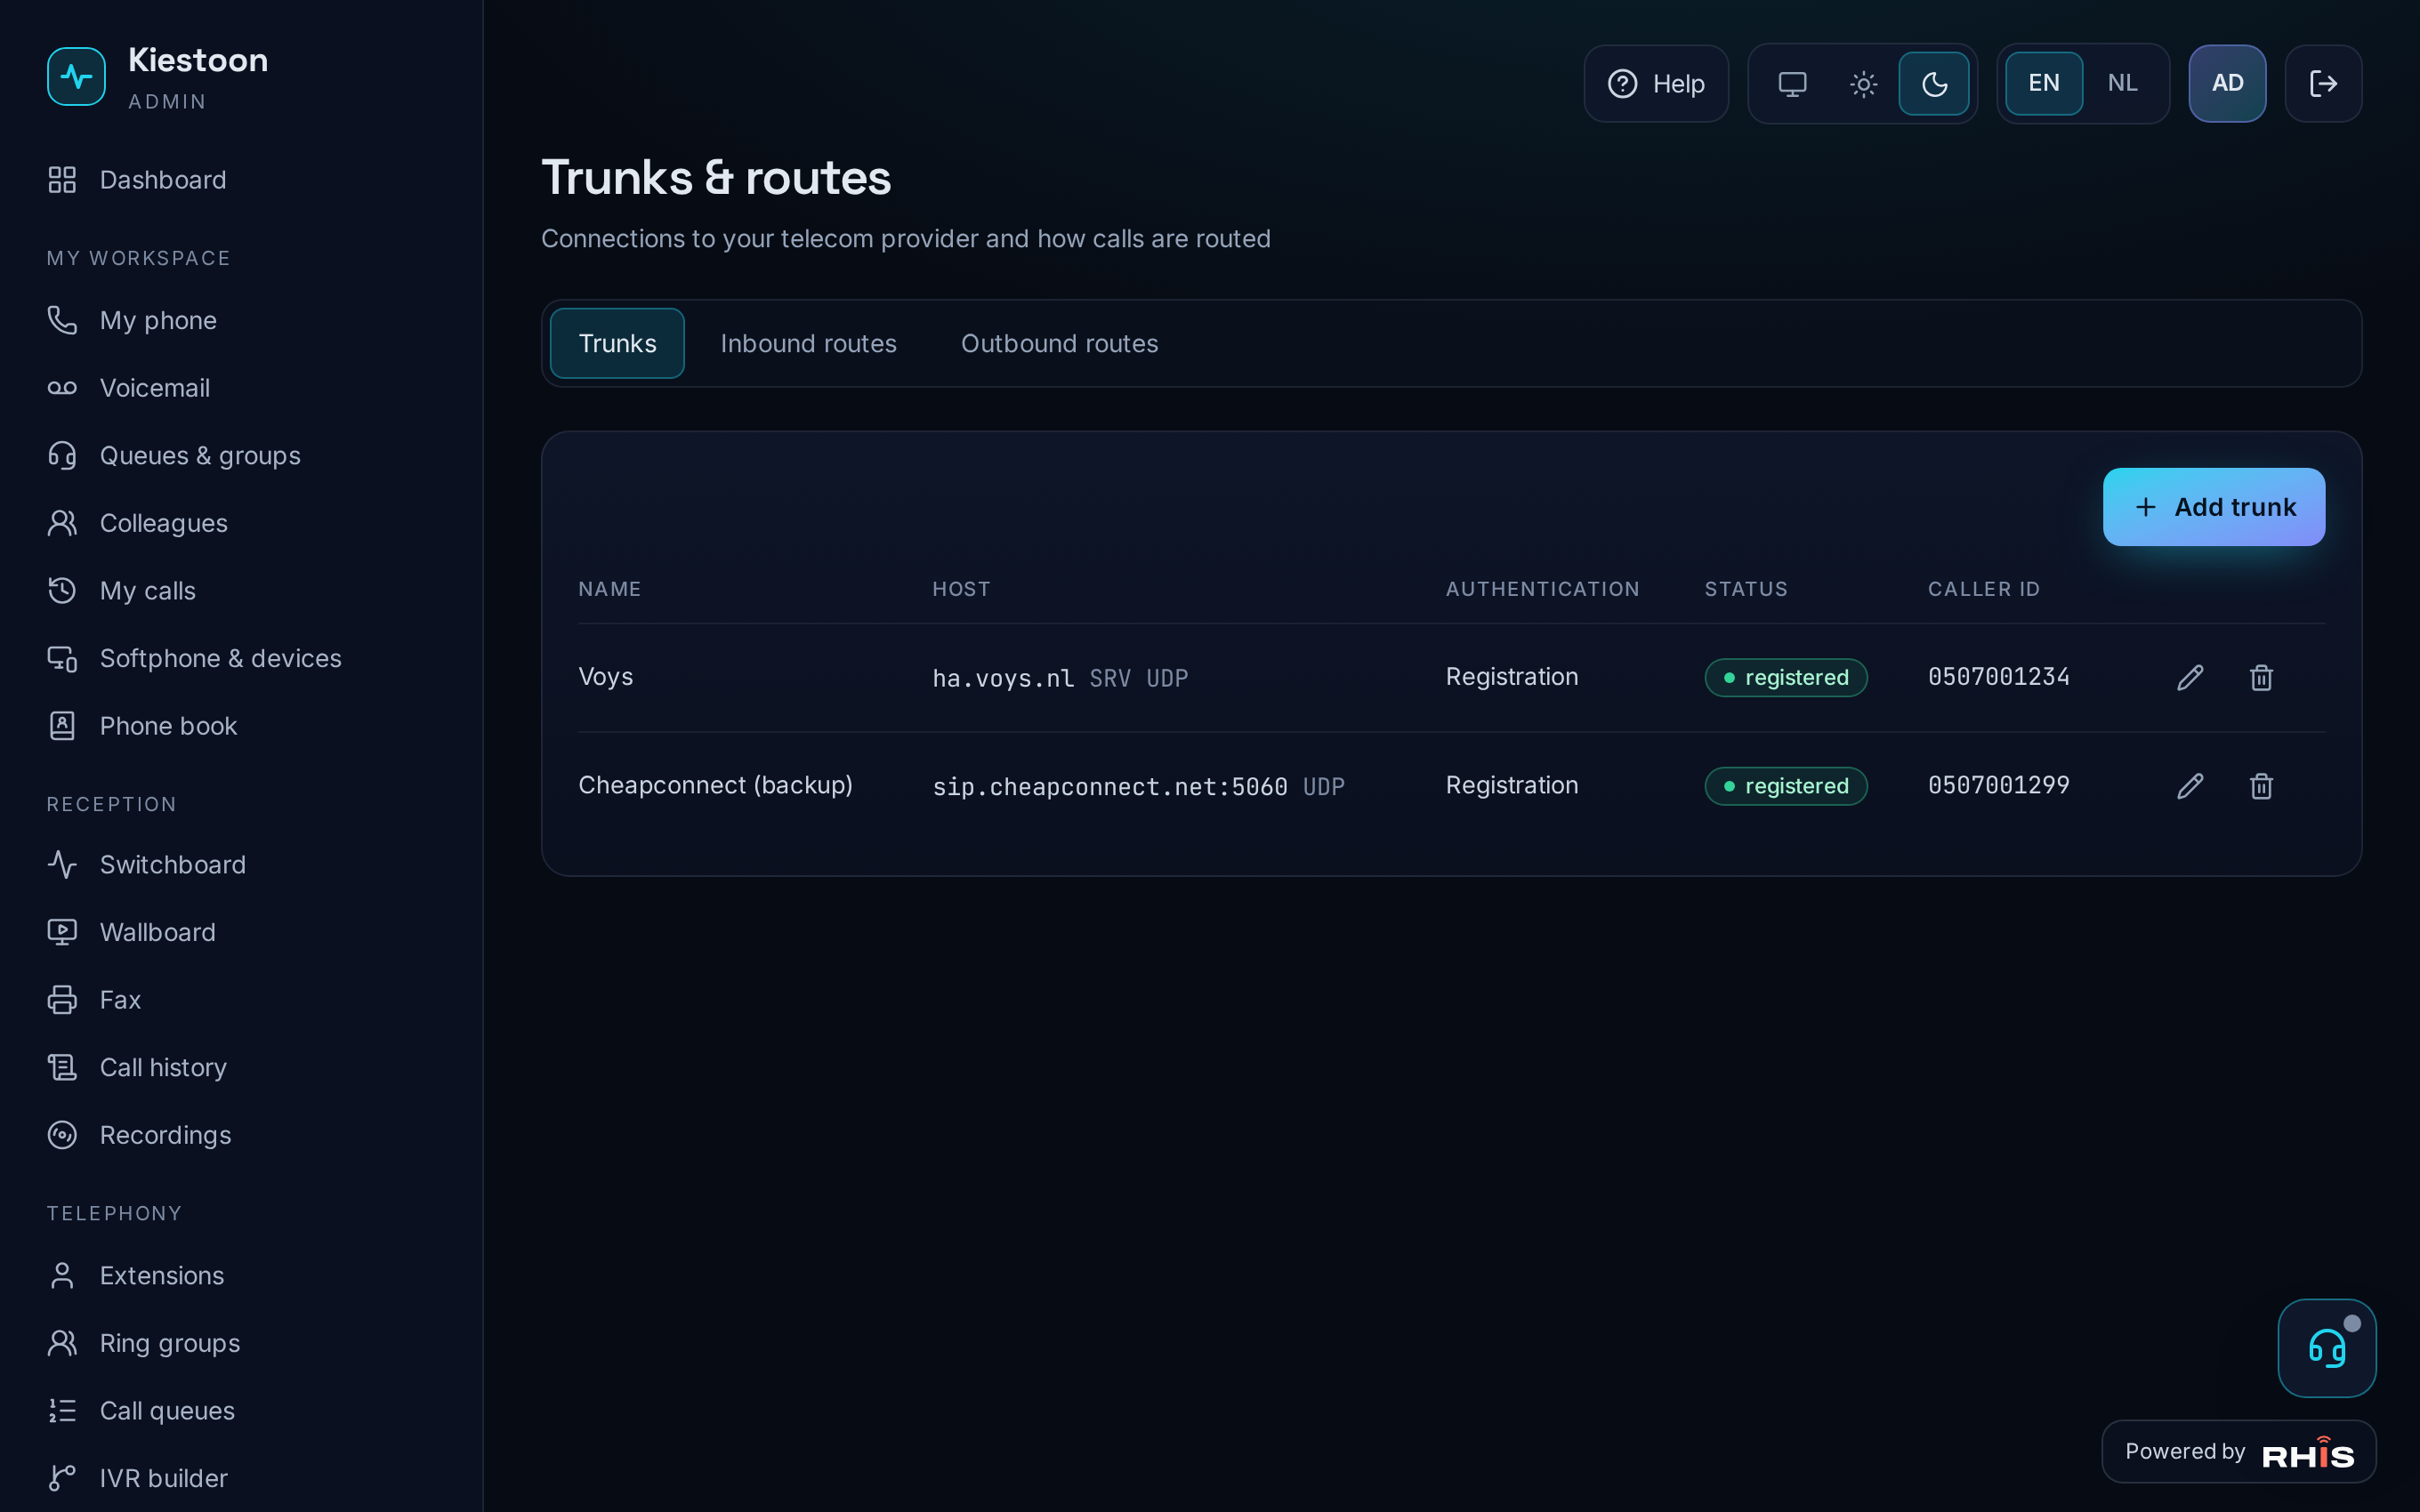 Kiestoon
ADMIN
Dashboard
MY WORKSPACE
My phone
Voicemail
Queues & groups
Colleagues
My calls
Softphone & devices
Phone book
RECEPTION
Switchboard
Wallboard
Fax
Call history
Recordings
TELEPHONY
Extensions
Ring groups
Call queues
IVR builder
Help EN NL AD
Trunks & routes
Connections to your telecom provider and how calls are routed
Trunks Inbound routes Outbound routes
Add trunk
NAME HOST AUTHENTICATION STATUS CALLER ID
Voys ha.voys.nl SRV UDP Registration registered 0507001234
Cheapconnect (backup) sip.cheapconnect.net:5060 UDP Registration registered 0507001299
Powered by RHIS